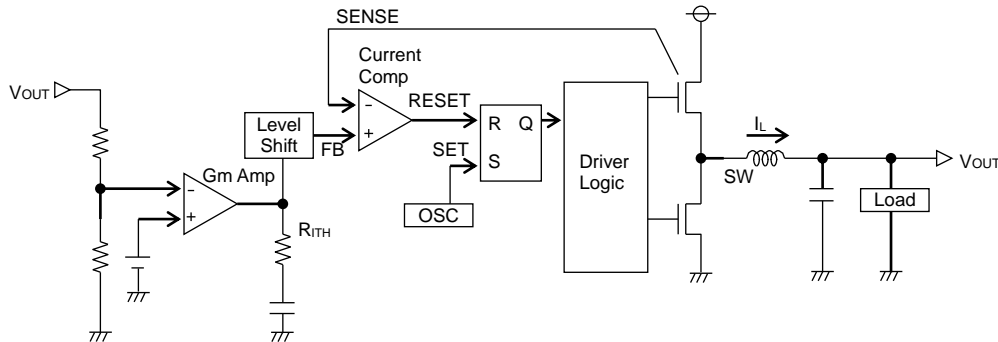 SENSE
Current
Comp
VOUT
RESET
Level
Shift
FB
R Q
S
SET
Driver
Logic
IL
SW
VOUT
Gm Amp
OSC
Load
RITH
-
+
-
+